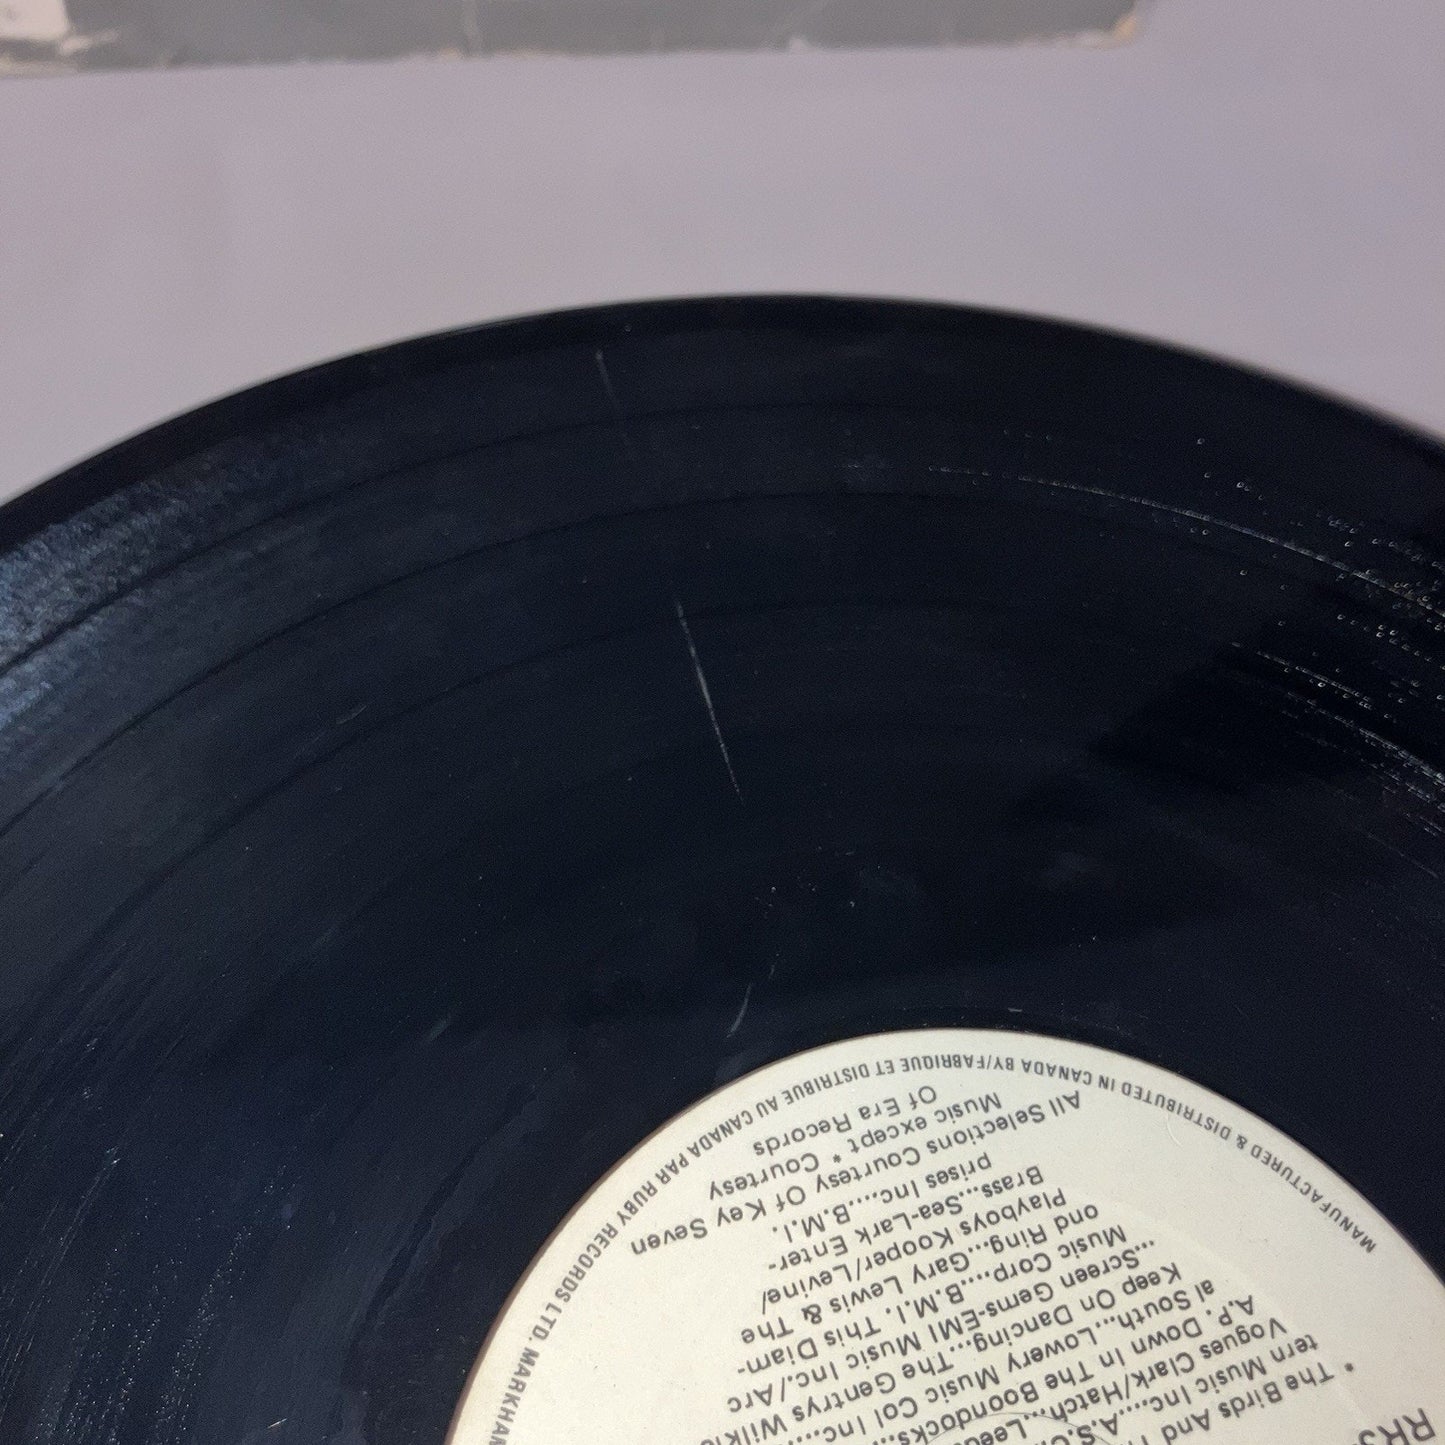 RRS
* The Birds And
tern Music Inc....
Vogues Clark/Hatch...Leeds
A.P. Down In The Boondocks...
al South...Lowery Music Col Inc...
Keep On Dancing...The Gentrys Wilkie
...Screen Gems-EMI Music Inc./Arc
Music Corp....B.M.I. This Diam-
ond Ring...Gary Lewis & The
Playboys Kooper/Levine/
Brass...Sea-Lark Enter-
prises Inc....B.M.I.
All Selections Courtesy Of Key Seven
Music except * Courtesy
Of Era Records
MANUFACTURED & DISTRIBUTED IN CANADA BY/FABRIQUE ET DISTRIBUE AU CANADA PAR RUBY RECORDS LTD. MARKHAM